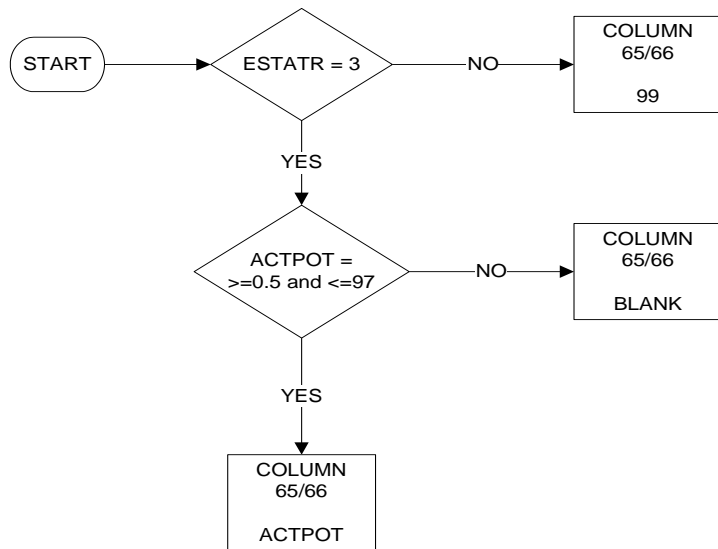 START
ESTATR = 3
NO
COLUMN
65/66
99
YES
ACTPOT =
>=0.5 and <=97
NO
COLUMN
65/66
BLANK
YES
COLUMN
65/66
ACTPOT